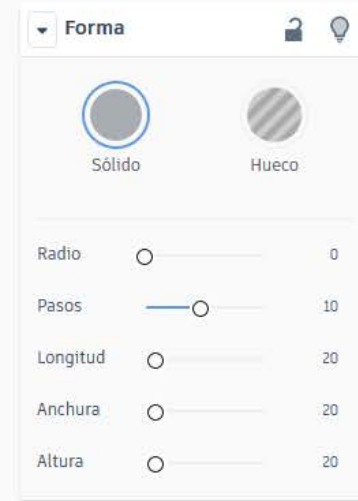 Forma
Sólido Hueco
Radio 0
Pasos 10
Longitud 20
Anchura 20
Altura 20